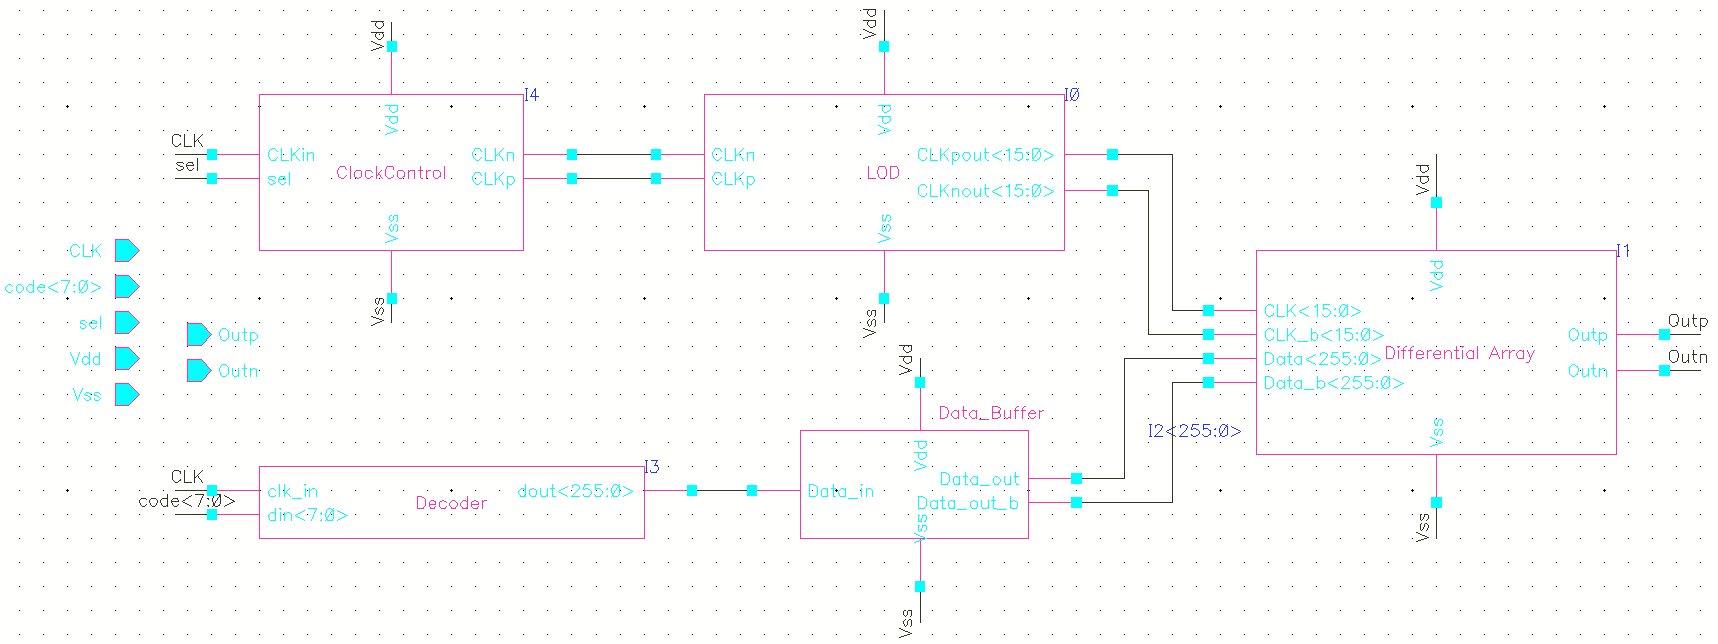 Vdd
I4
Vdd
CLK
CLKin
sel
sel
ClockControl
CLKn
CLKp
Vss
Vss
Vdd
I0
Vdd
CLKn
CLKp
LOD
CLKpout<15:0>
CLKnout<15:0>
Vss
Vss
CLK
code<7:0>
sel
Vdd
Vss
Outp
Outn
Vdd
I1
Vdd
CLK<15:0>
CLK_b<15:0>
Data<255:0>
Data_b<255:0>
Differential Array
Outp
Outn
Outp
Outn
Vss
Vss
CLK
code<7:0>
I3
clk_in
din<7:0>
Decoder
dout<255:0>
Vdd
Data_Buffer
I2<255:0>
Vdd
Data_in
Data_out
Data_out_b
Vss
Vss